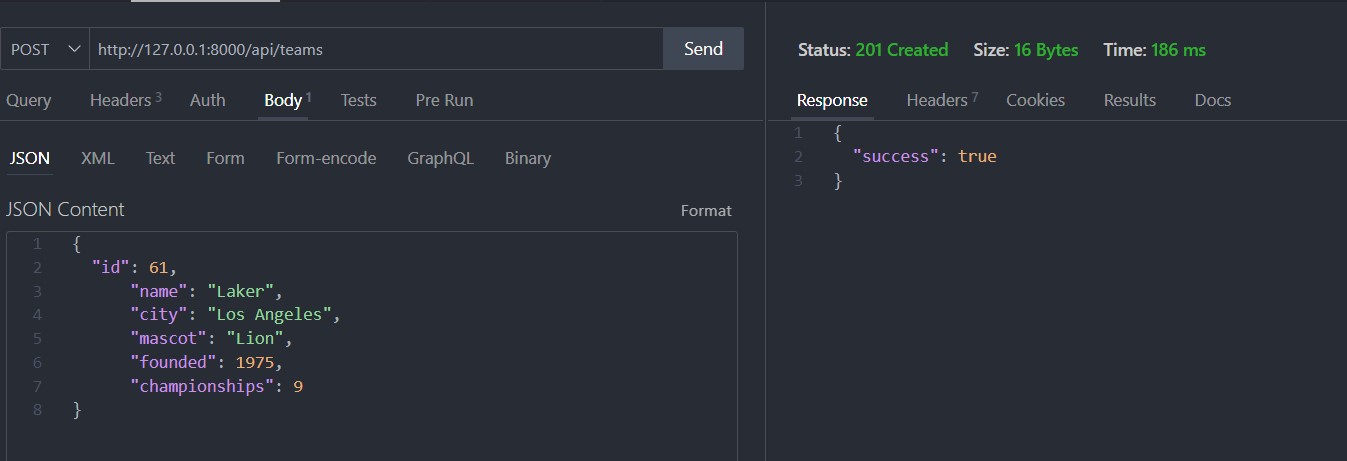 POST http://127.0.0.1:8000/api/teams Send
Query Headers 3 Auth Body 1 Tests Pre Run
JSON XML Text Form Form-encode GraphQL Binary
JSON Content Format
1 {
2 "id": 61,
3 "name": "Laker",
4 "city": "Los Angeles",
5 "mascot": "Lion",
6 "founded": 1975,
7 "championships": 9
8 }
Status: 201 Created Size: 16 Bytes Time: 186 ms
Response Headers 7 Cookies Results Docs
1 {
2 "success": true
3 }